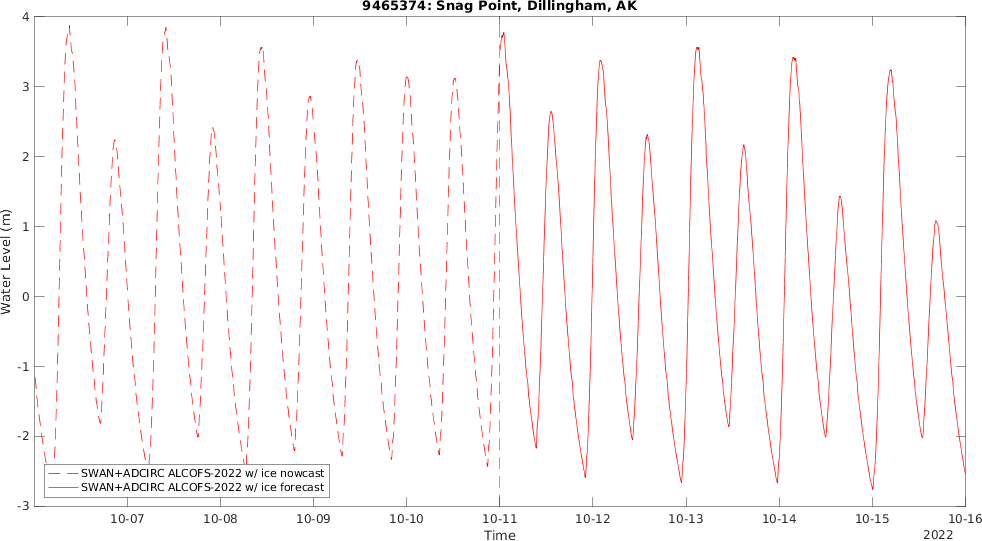 9465374: Snag Point, Dillingham, AK
Water Level (m)
4
3
2
1
0
-1
-2
-3
SWAN+ADCIRC ALCOFS-2022 w/ ice nowcast
SWAN+ADCIRC ALCOFS-2022 w/ ice forecast
10-07 10-08 10-09 10-10 10-11 10-12 10-13 10-14 10-15 10-16
Time
2022